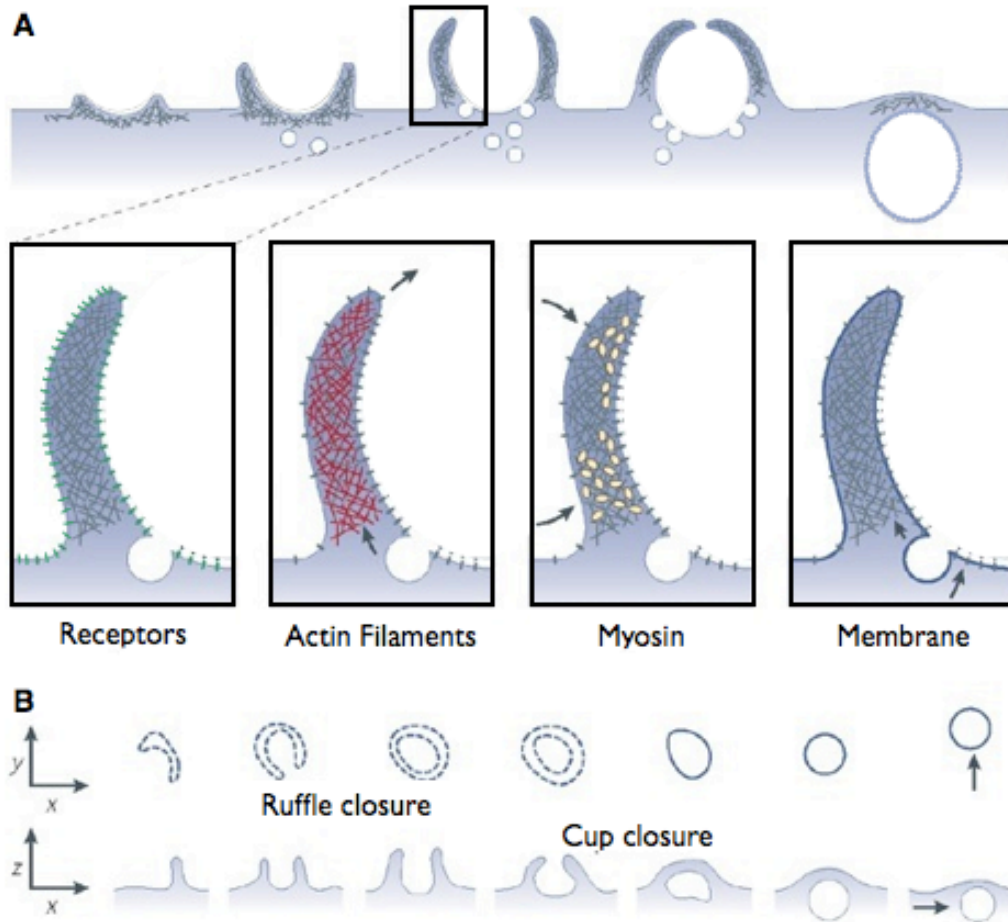 A
Receptors
Actin Filaments
Myosin
Membrane
B
y
x
Ruffle closure
Cup closure
z
x